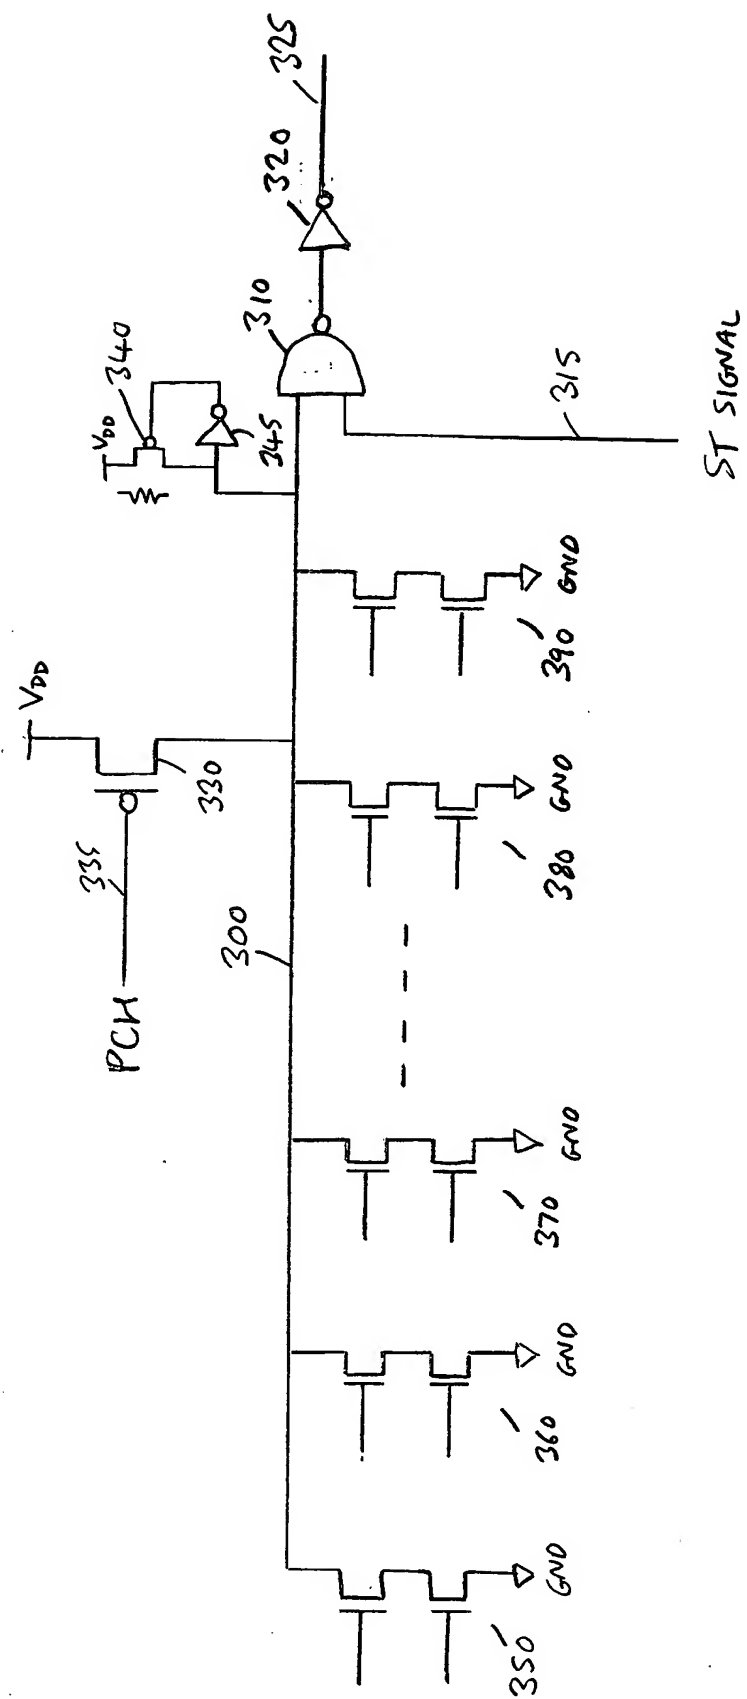 PCH
335
VDD
330
300
VDD
340
345
310
320
325
315
ST SIGNAL
350
GND
360
GND
370
GND
380
GND
390
GND